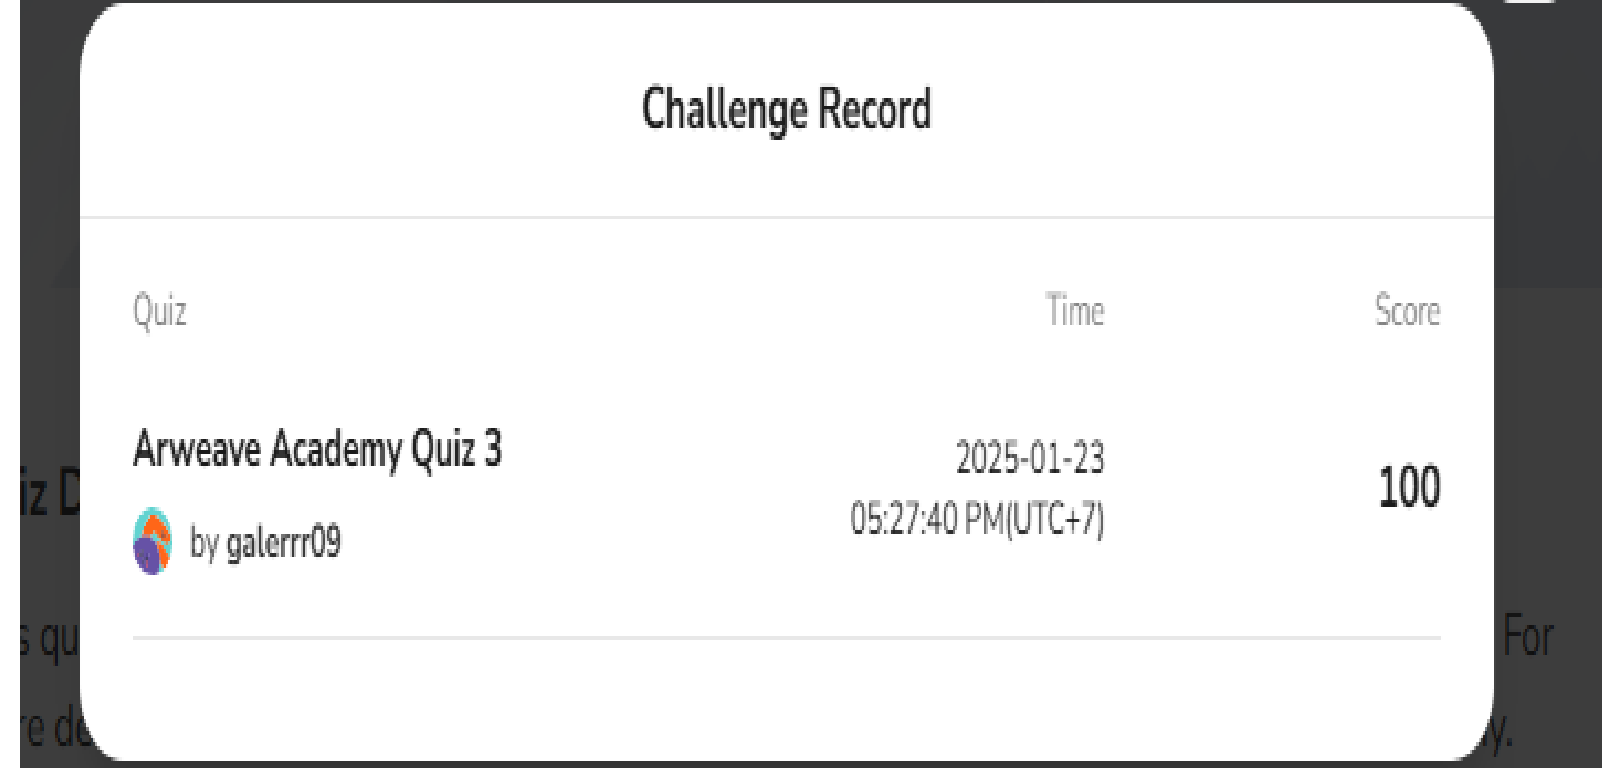 Challenge Record
Quiz Time Score
Arweave Academy Quiz 3
2025-01-23
05:27:40 PM(UTC+7)
100
by galerrr09
iz D
s qu
For
re de
y.